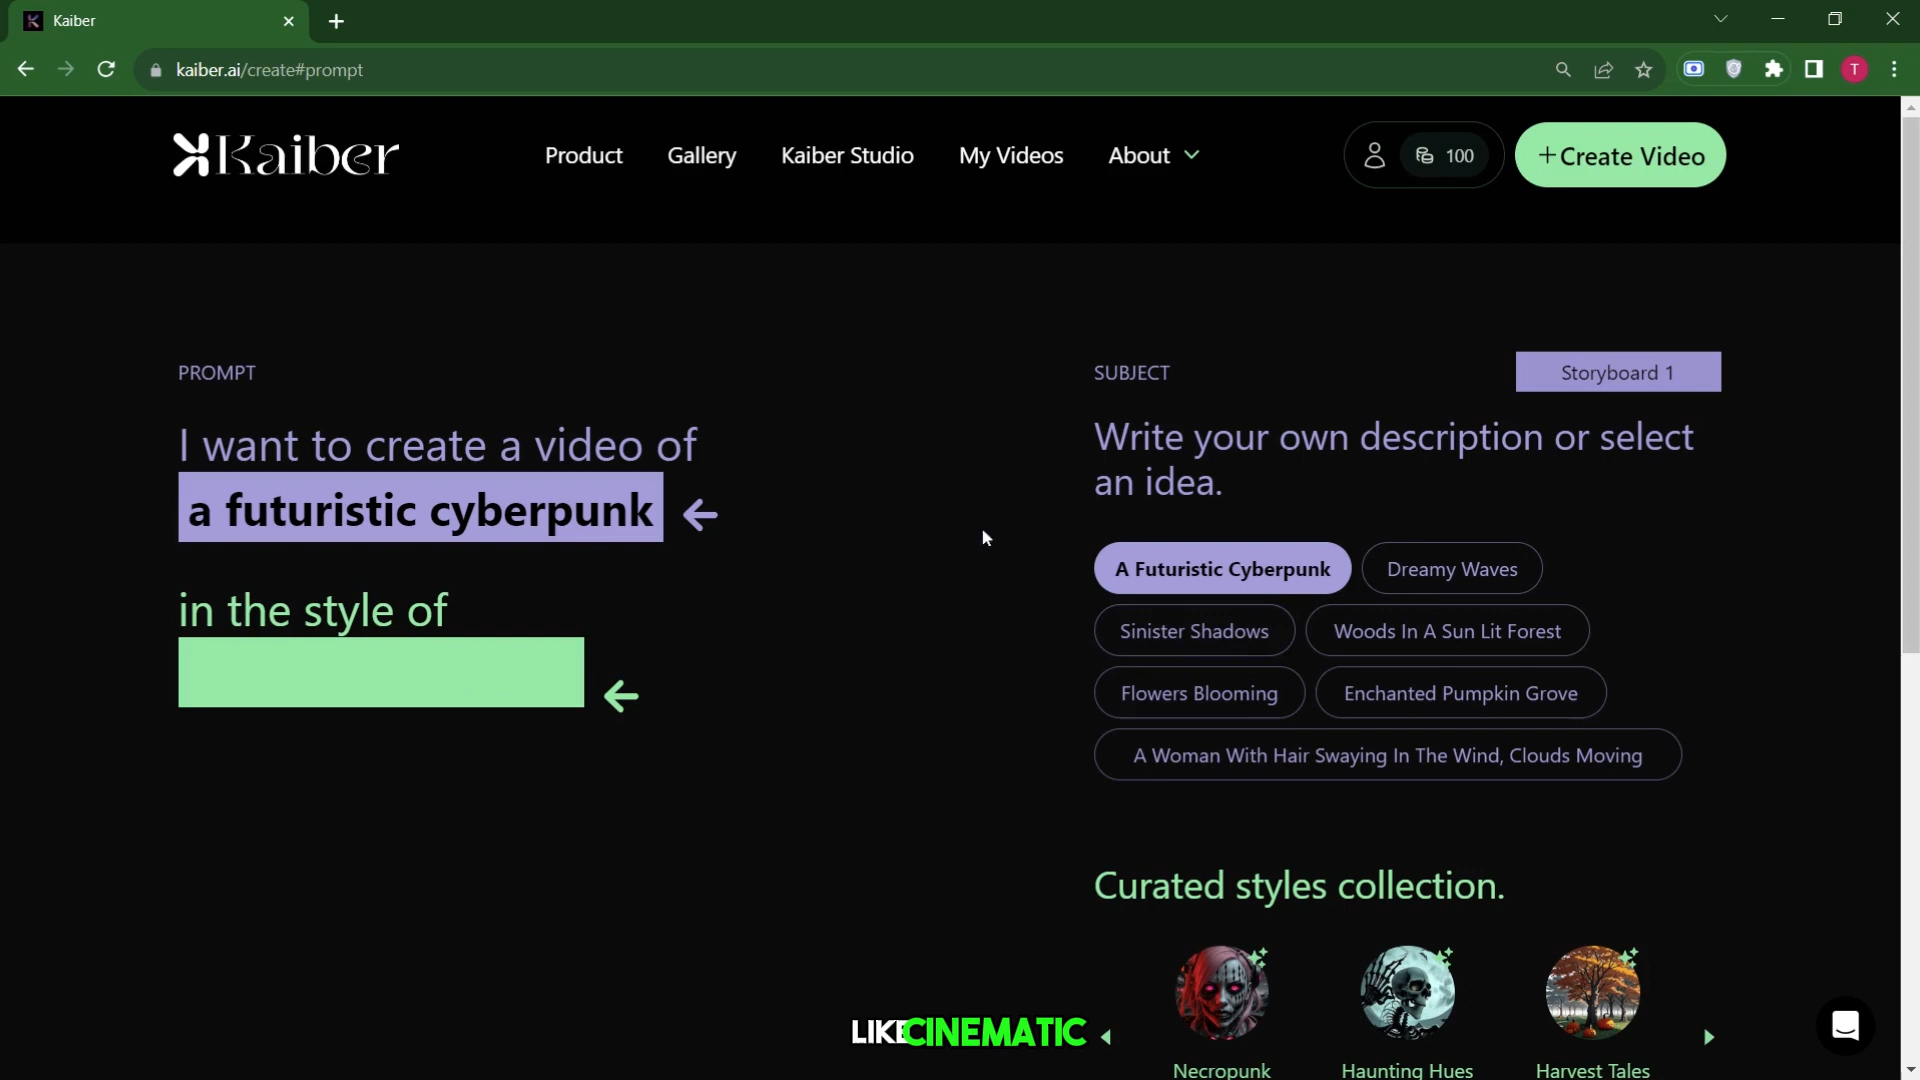 Kaiber
kaiber.ai/create#prompt
T
Kaiber
Product
Gallery
Kaiber Studio
My Videos
About
100
+Create Video
PROMPT
I want to create a video of
a futuristic cyberpunk
in the style of
SUBJECT
Storyboard 1
Write your own description or select
an idea.
A Futuristic Cyberpunk
Dreamy Waves
Sinister Shadows
Woods In A Sun Lit Forest
Flowers Blooming
Enchanted Pumpkin Grove
A Woman With Hair Swaying In The Wind, Clouds Moving
Curated styles collection.
Necropunk
Haunting Hues
Harvest Tales
LIKE CINEMATIC